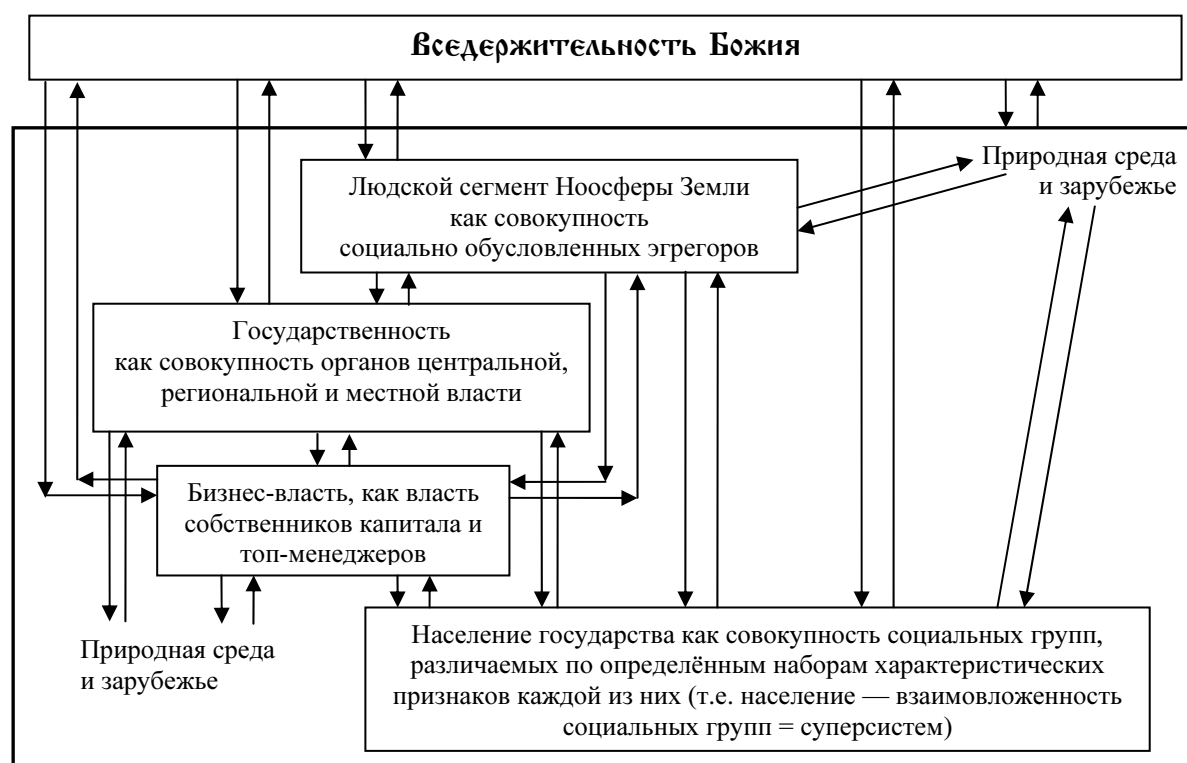 Вседержительность Божия
Природная среда
и зарубежье
Людской сегмент Ноосферы Земли
как совокупность
социально обусловленных эгрегоров
Государственность
как совокупность органов центральной,
региональной и местной власти
Бизнес-власть, как власть
собственников капитала и
топ-менеджеров
Природная среда
и зарубежье
Население государства как совокупность социальных групп,
различаемых по определённым наборам характеристических
признаков каждой из них (т.е. население — взаимовложенность
социальных групп = суперсистем)